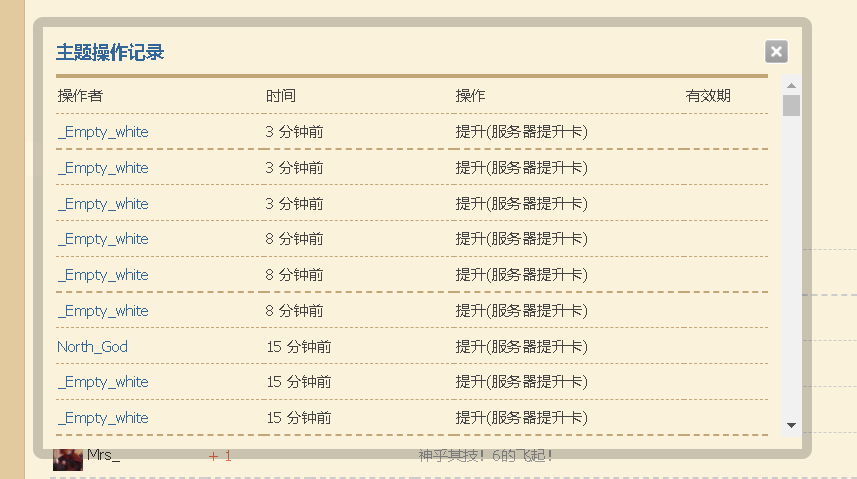 主题操作记录
操作者 时间 操作 有效期
_Empty_white 3 分钟前 提升(服务器提升卡)
_Empty_white 3 分钟前 提升(服务器提升卡)
_Empty_white 3 分钟前 提升(服务器提升卡)
_Empty_white 8 分钟前 提升(服务器提升卡)
_Empty_white 8 分钟前 提升(服务器提升卡)
_Empty_white 8 分钟前 提升(服务器提升卡)
North_God 15 分钟前 提升(服务器提升卡)
_Empty_white 15 分钟前 提升(服务器提升卡)
_Empty_white 15 分钟前 提升(服务器提升卡)
Mrs_ + 1 神乎其技！6的飞起！